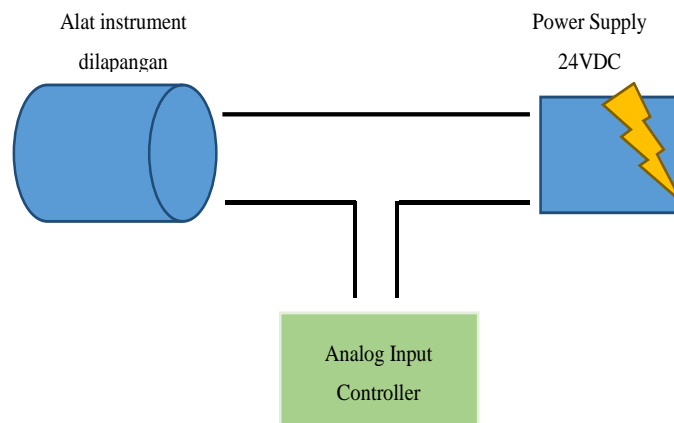 Alat instrument
dilapangan
Power Supply
24VDC
Analog Input
Controller